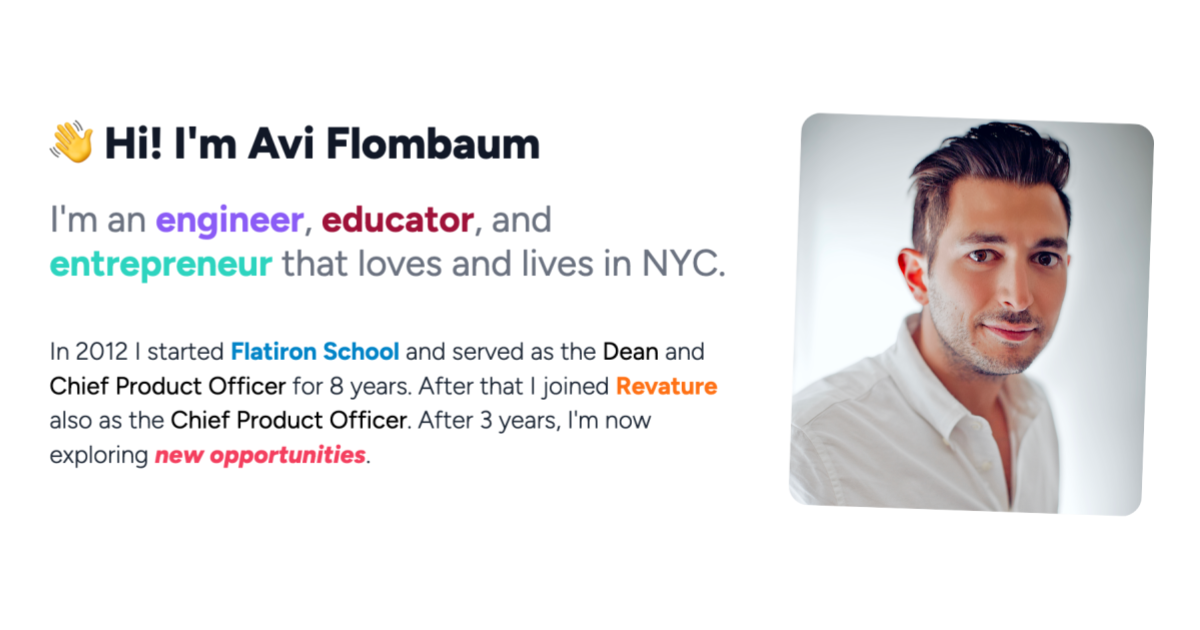 👋 Hi! I'm Avi Flombaum
I'm an engineer, educator, and
entrepreneur that loves and lives in NYC.
In 2012 I started Flatiron School and served as the Dean and
Chief Product Officer for 8 years. After that I joined Revature
also as the Chief Product Officer. After 3 years, I'm now
exploring new opportunities.